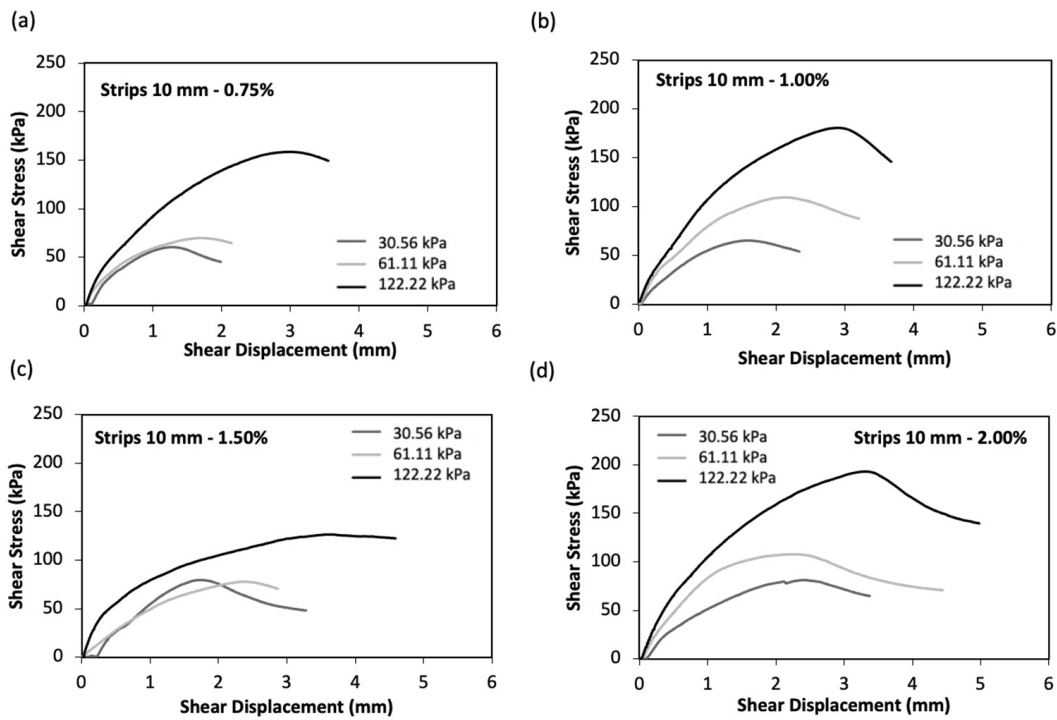 (a)
250
200
150
100
50
0
Shear Stress (kPa)
Strips 10 mm - 0.75%
30.56 kPa
61.11 kPa
122.22 kPa
0 1 2 3 4 5 6
Shear Displacement (mm)
(b)
250
200
150
100
50
0
Shear Stress (kPa)
Strips 10 mm - 1.00%
30.56 kPa
61.11 kPa
122.22 kPa
0 1 2 3 4 5 6
Shear Displacement (mm)
(c)
250
200
150
100
50
0
Shear Stress (kPa)
Strips 10 mm - 1.50%
30.56 kPa
61.11 kPa
122.22 kPa
0 1 2 3 4 5 6
Shear Displacement (mm)
(d)
250
200
150
100
50
0
Shear Stress (kPa)
30.56 kPa
61.11 kPa
122.22 kPa
Strips 10 mm - 2.00%
0 1 2 3 4 5 6
Shear Displacement (mm)